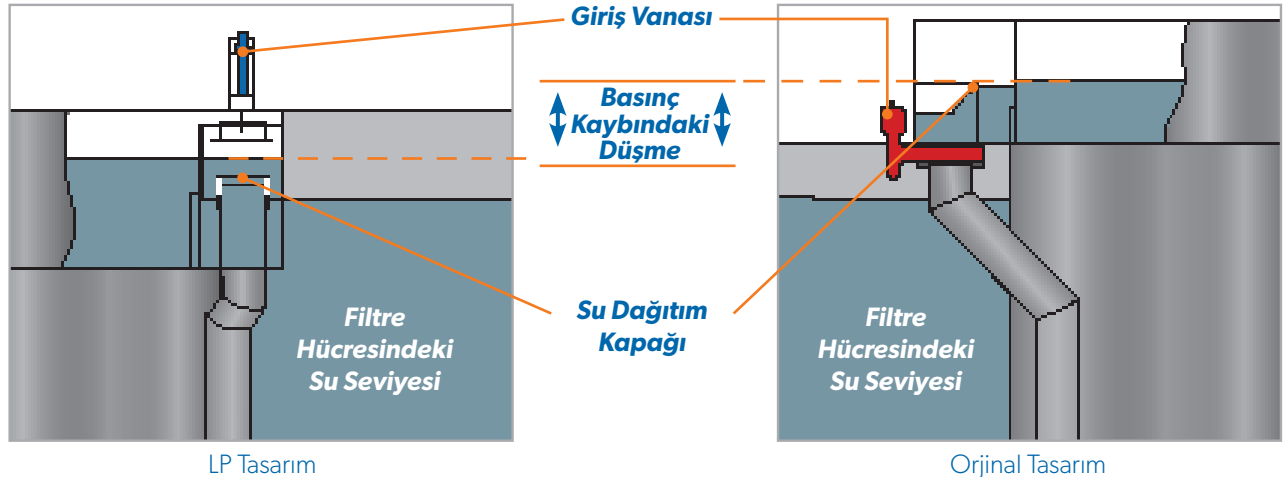 Giriş Vanası
Basınç
Kaybındaki
Düşme
Su Dağıtım
Kapağı
Filtre
Hücresindeki
Su Seviyesi
Filtre
Hücresindeki
Su Seviyesi
LP Tasarım
Orjinal Tasarım